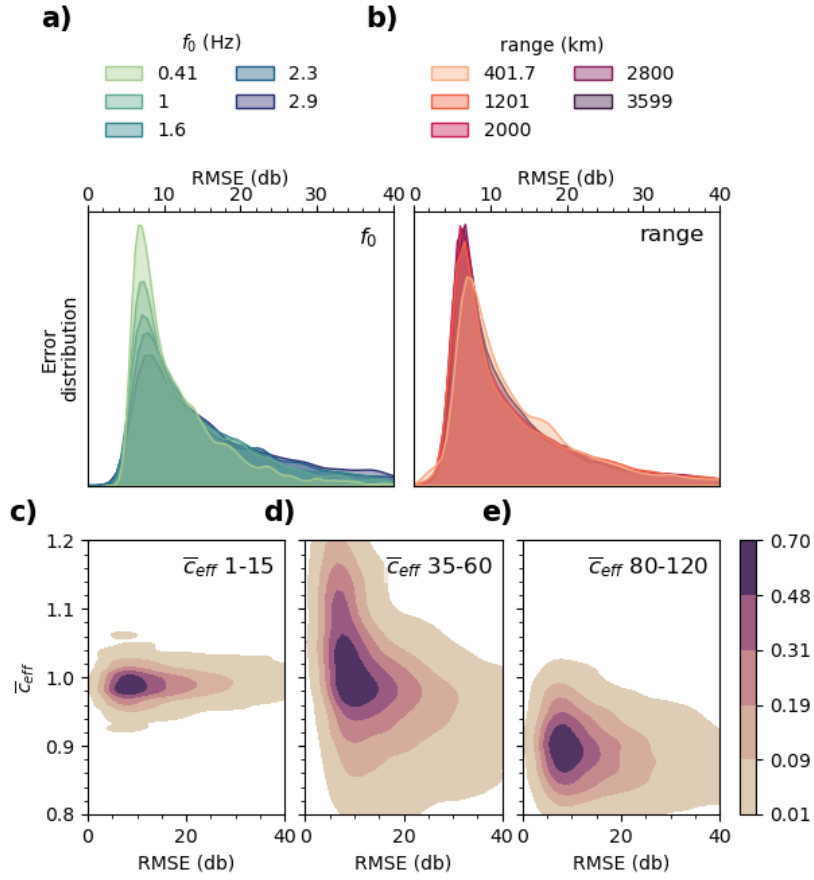 a)
f₀ (Hz)
0.41
1
1.6
2.3
2.9
b)
range (km)
401.7
1201
2000
2800
3599
RMSE (db)
0 20 40
RMSE (db)
0 10 20 30 40
f₀
range
Error
distribution
c)
d)
e)
c̅eff 1-15
c̅eff 35-60
c̅eff 80-120
c̅eff
1.2
1.1
1.0
0.9
0.8
0 20 40
RMSE (db)
0 20 40
RMSE (db)
0 20 40
RMSE (db)
0.70
0.48
0.31
0.19
0.09
0.01